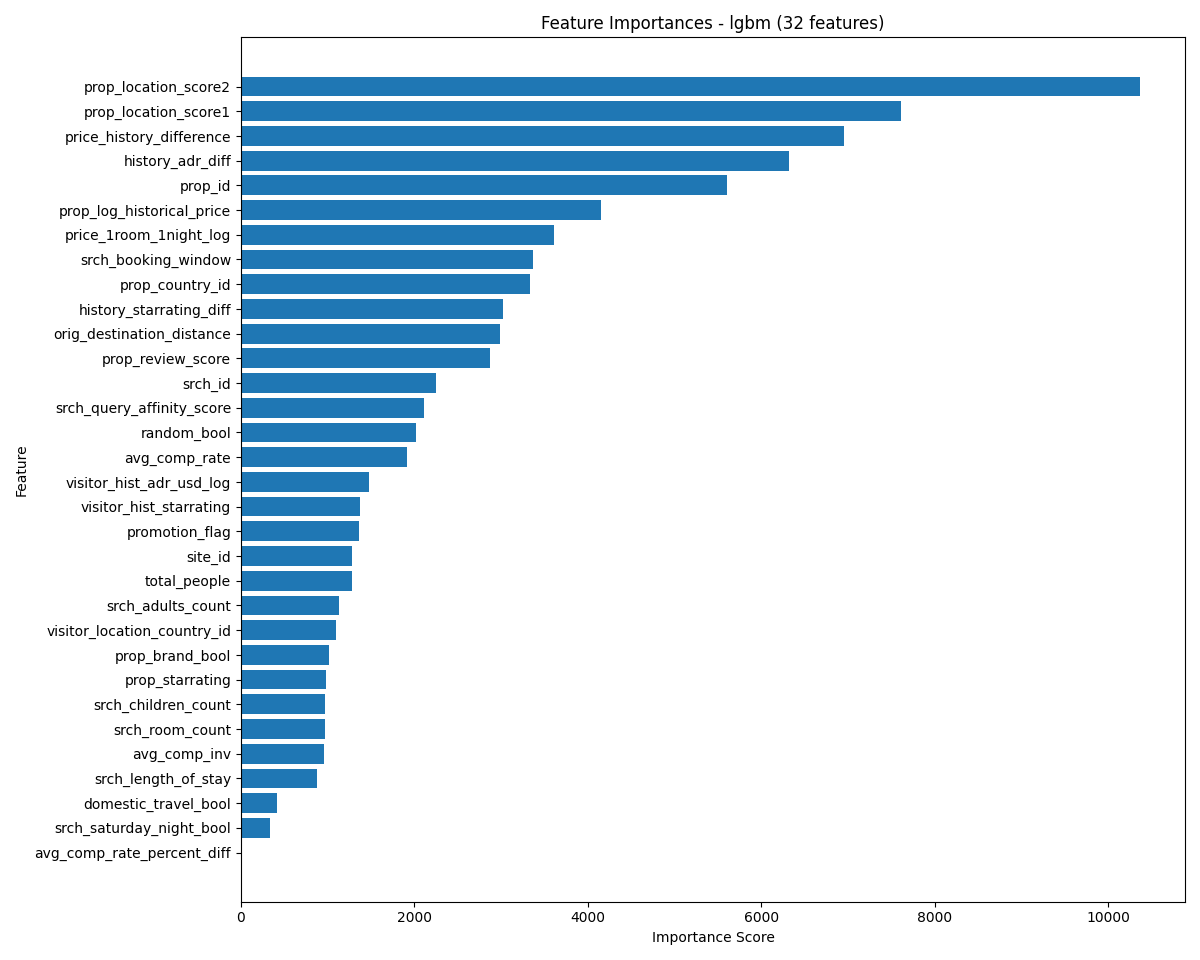 Feature Importances - lgbm (32 features)
prop_location_score2
prop_location_score1
price_history_difference
history_adr_diff
prop_id
prop_log_historical_price
price_1room_1night_log
srch_booking_window
prop_country_id
history_starrating_diff
orig_destination_distance
prop_review_score
srch_id
srch_query_affinity_score
random_bool
avg_comp_rate
visitor_hist_adr_usd_log
visitor_hist_starrating
promotion_flag
site_id
total_people
srch_adults_count
visitor_location_country_id
prop_brand_bool
prop_starrating
srch_children_count
srch_room_count
avg_comp_inv
srch_length_of_stay
domestic_travel_bool
srch_saturday_night_bool
avg_comp_rate_percent_diff
Feature
0 2000 4000 6000 8000 10000
Importance Score